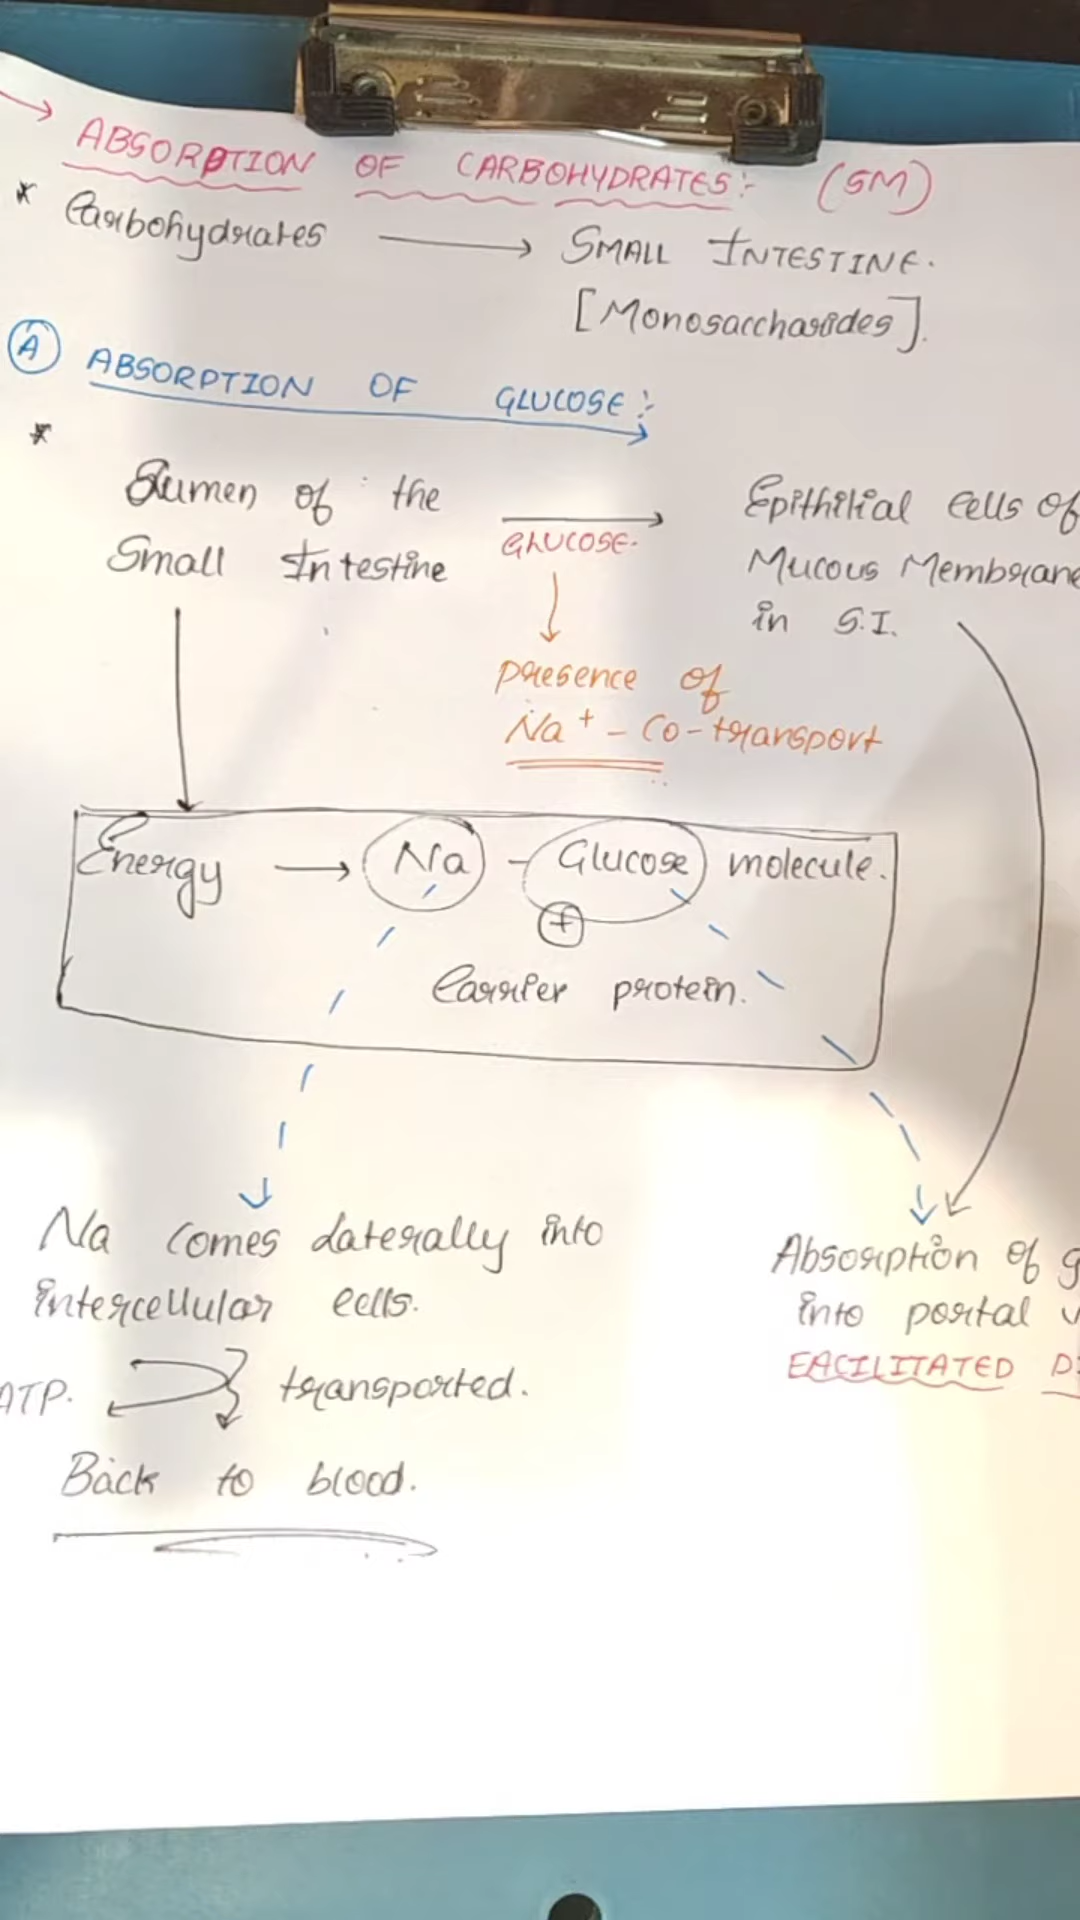 ABSORPTION OF CARBOHYDRATES:- (5M)
* Carbohydrates → SMALL INTESTINE.
[Monosaccharides].
(A) ABSORPTION OF GLUCOSE:-
*
Lumen of the Small Intestine
GLUCOSE.
Epithilial Cells of
Mucous Membrane
in S.I.
presence of
Na+ - Co-transport
Energy → Na - Glucose molecule.
+
Carrier protein.
Na comes laterally into
intercellular cells.
ATP. transported.
Back to blood.
Absorption of
into portal
FACILITATED